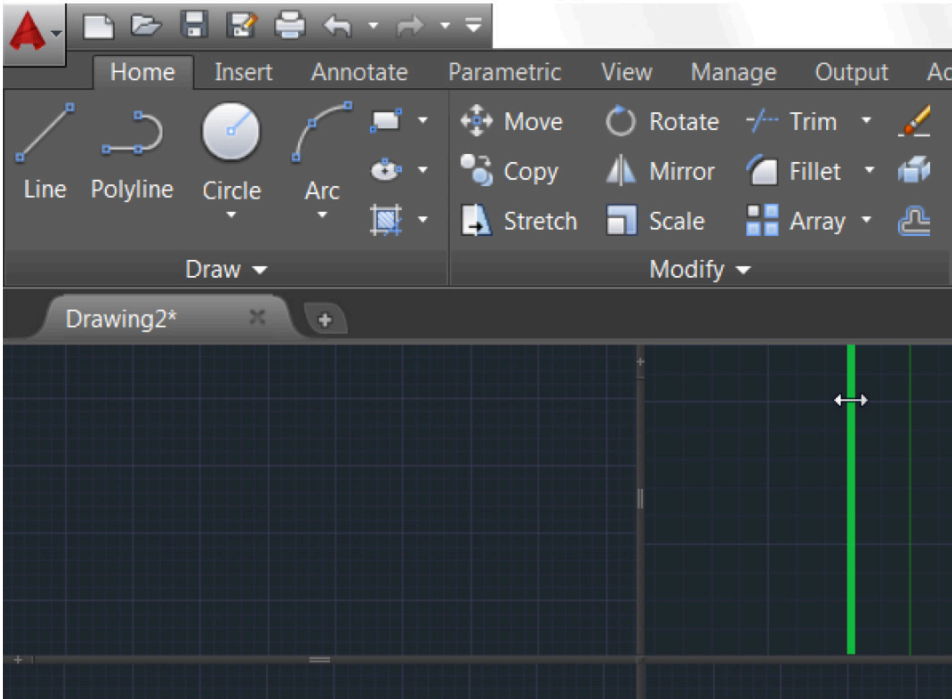 Home Insert Annotate Parametric View Manage Output
Move Rotate Trim
Line Polyline Circle Arc Copy Mirror Fillet
Stretch Scale Array
Draw Modify
Drawing2*